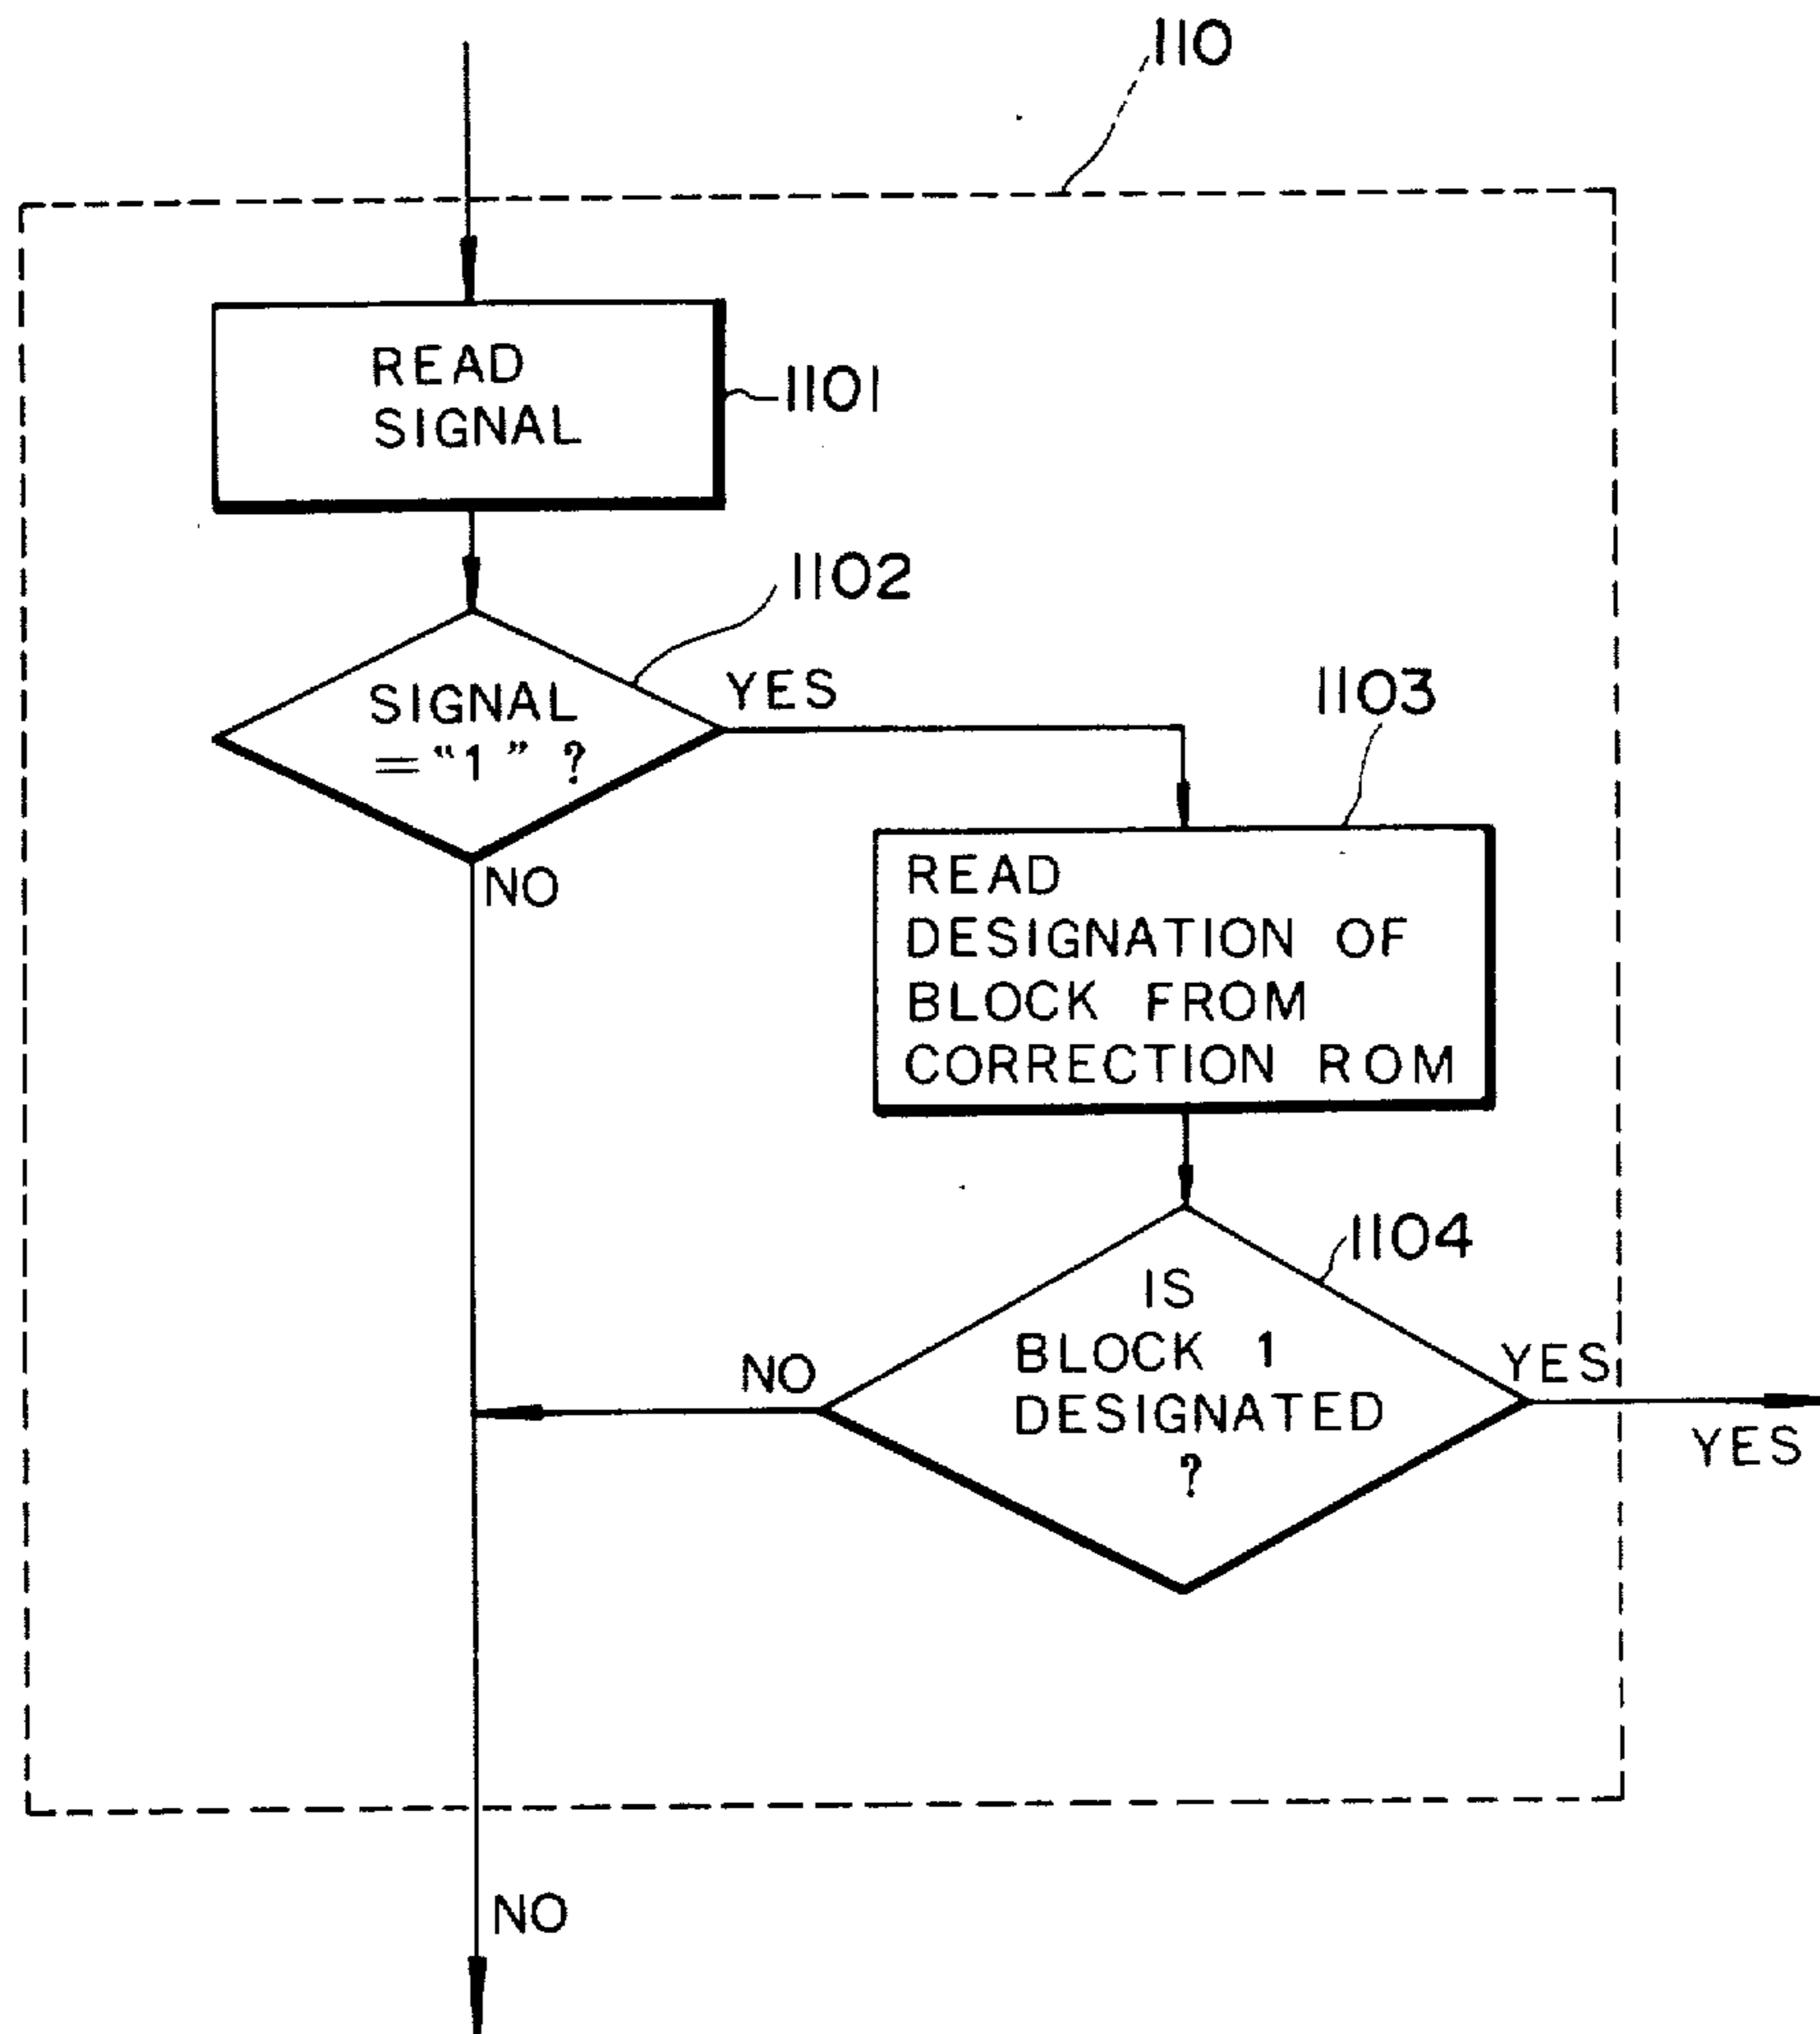 110
READ
SIGNAL
1101
1102
SIGNAL
="1" ?
YES
NO
1103
READ
DESIGNATION OF
BLOCK FROM
CORRECTION ROM
1104
IS
BLOCK 1
DESIGNATED
?
NO
YES
YES
NO